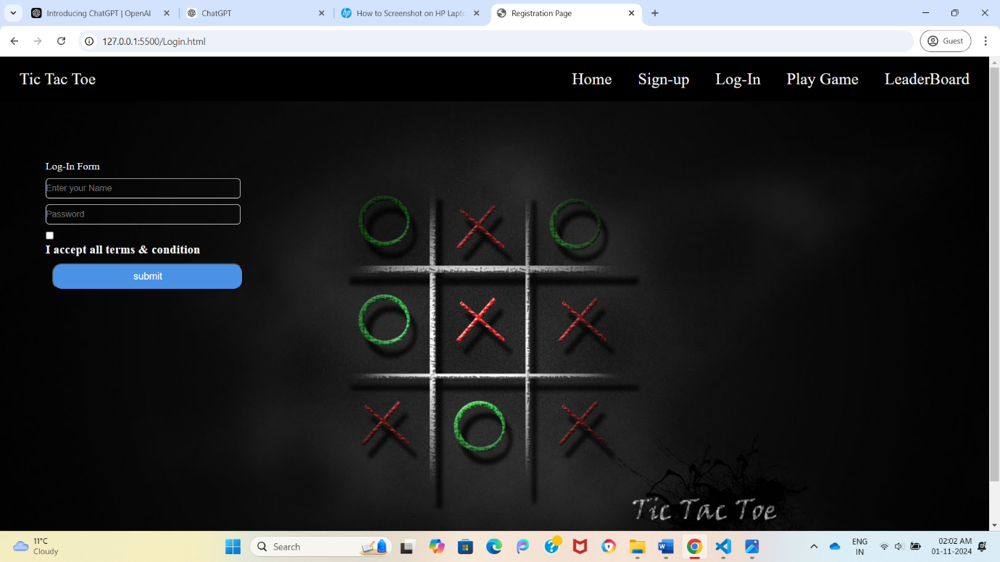 Introducing ChatGPT | OpenAI
ChatGPT
How to Screenshot on HP Lapto
Registration Page
127.0.0.1:5500/Login.html
Guest
Tic Tac Toe
Home Sign-up Log-In Play Game LeaderBoard
Log-In Form
Enter your Name
Password
I accept all terms & condition
submit
Tic Tac Toe
11°C
Cloudy
Search
ENG
IN
02:02 AM
01-11-2024